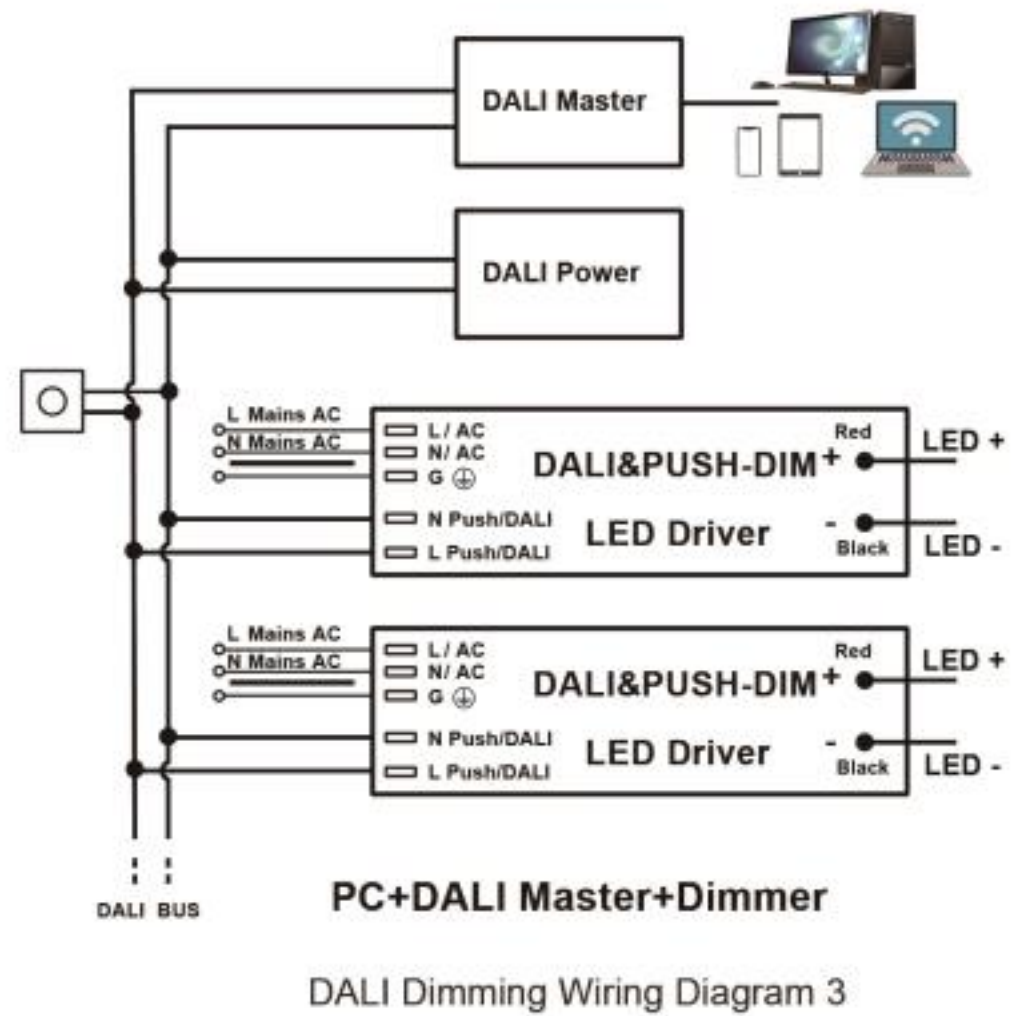 DALI Master
DALI Power
L Mains AC
N Mains AC
L/ AC
N/ AC
G
N Push/DALI
L Push/DALI
DALI&PUSH-DIM
LED Driver
Red
+
-
Black
LED +
LED -
L Mains AC
N Mains AC
L/ AC
N/ AC
G
N Push/DALI
L Push/DALI
DALI&PUSH-DIM
LED Driver
Red
+
-
Black
LED +
LED -
DALI BUS
PC+DALI Master+Dimmer
DALI Dimming Wiring Diagram 3